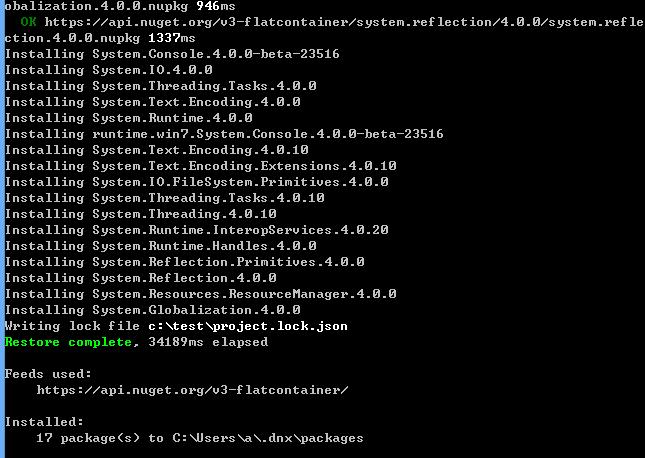 obalization.4.0.0.nupkg 946ms
  OK https://api.nuget.org/v3-flatcontainer/system.reflection/4.0.0/system.refle
ction.4.0.0.nupkg 1337ms
Installing System.Console.4.0.0-beta-23516
Installing System.IO.4.0.0
Installing System.Threading.Tasks.4.0.0
Installing System.Text.Encoding.4.0.0
Installing System.Runtime.4.0.0
Installing runtime.win7.System.Console.4.0.0-beta-23516
Installing System.Text.Encoding.4.0.10
Installing System.Text.Encoding.Extensions.4.0.10
Installing System.IO.FileSystem.Primitives.4.0.0
Installing System.Threading.Tasks.4.0.10
Installing System.Threading.4.0.10
Installing System.Runtime.InteropServices.4.0.20
Installing System.Runtime.Handles.4.0.0
Installing System.Reflection.Primitives.4.0.0
Installing System.Reflection.4.0.0
Installing System.Resources.ResourceManager.4.0.0
Installing System.Globalization.4.0.0
Writing lock file c:\test\project.lock.json
Restore complete, 34189ms elapsed

Feeds used:
    https://api.nuget.org/v3-flatcontainer/

Installed:
    17 package(s) to C:\Users\a\.dnx\packages